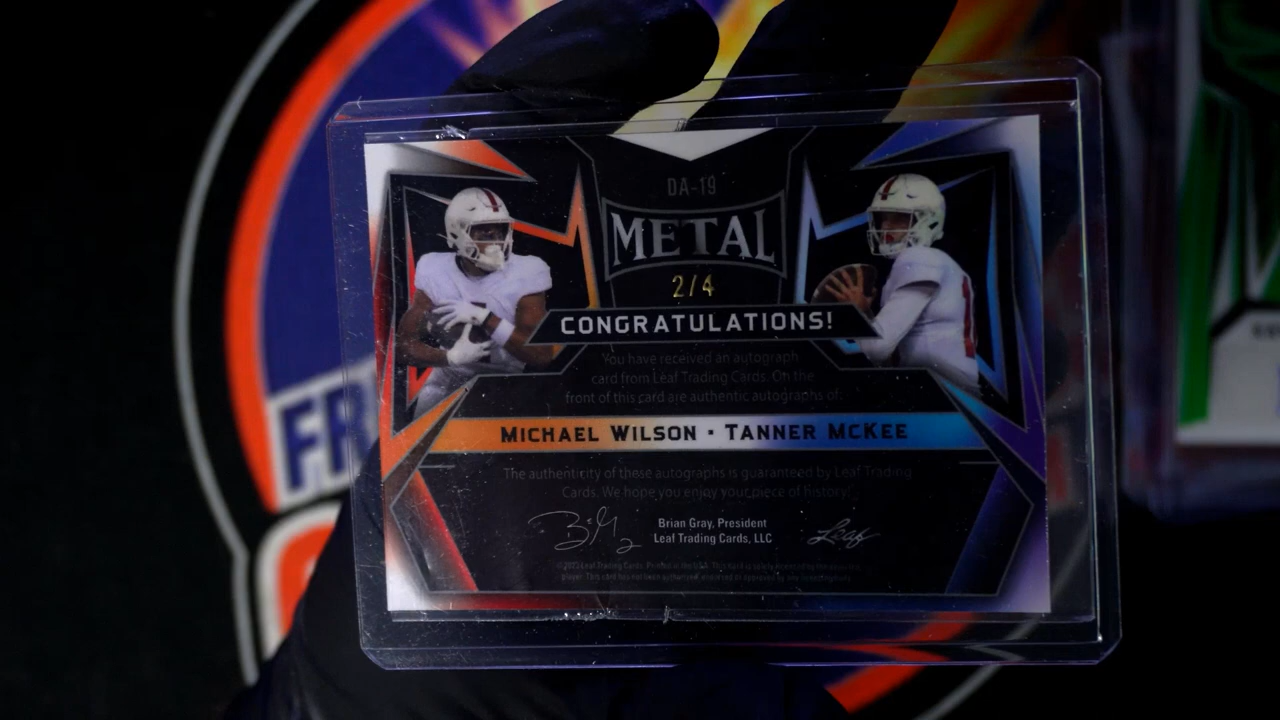 DA-19
METAL
2/4
CONGRATULATIONS!
You have received an autograph
card from Leaf Trading Cards. On the
front of this card are authentic autographs of:
MICHAEL WILSON · TANNER MCKEE
The authenticity of these autographs is guaranteed by Leaf Trading
Cards. We hope you enjoy your piece of history!
Brian Gray, President
Leaf Trading Cards, LLC
Leaf
FR